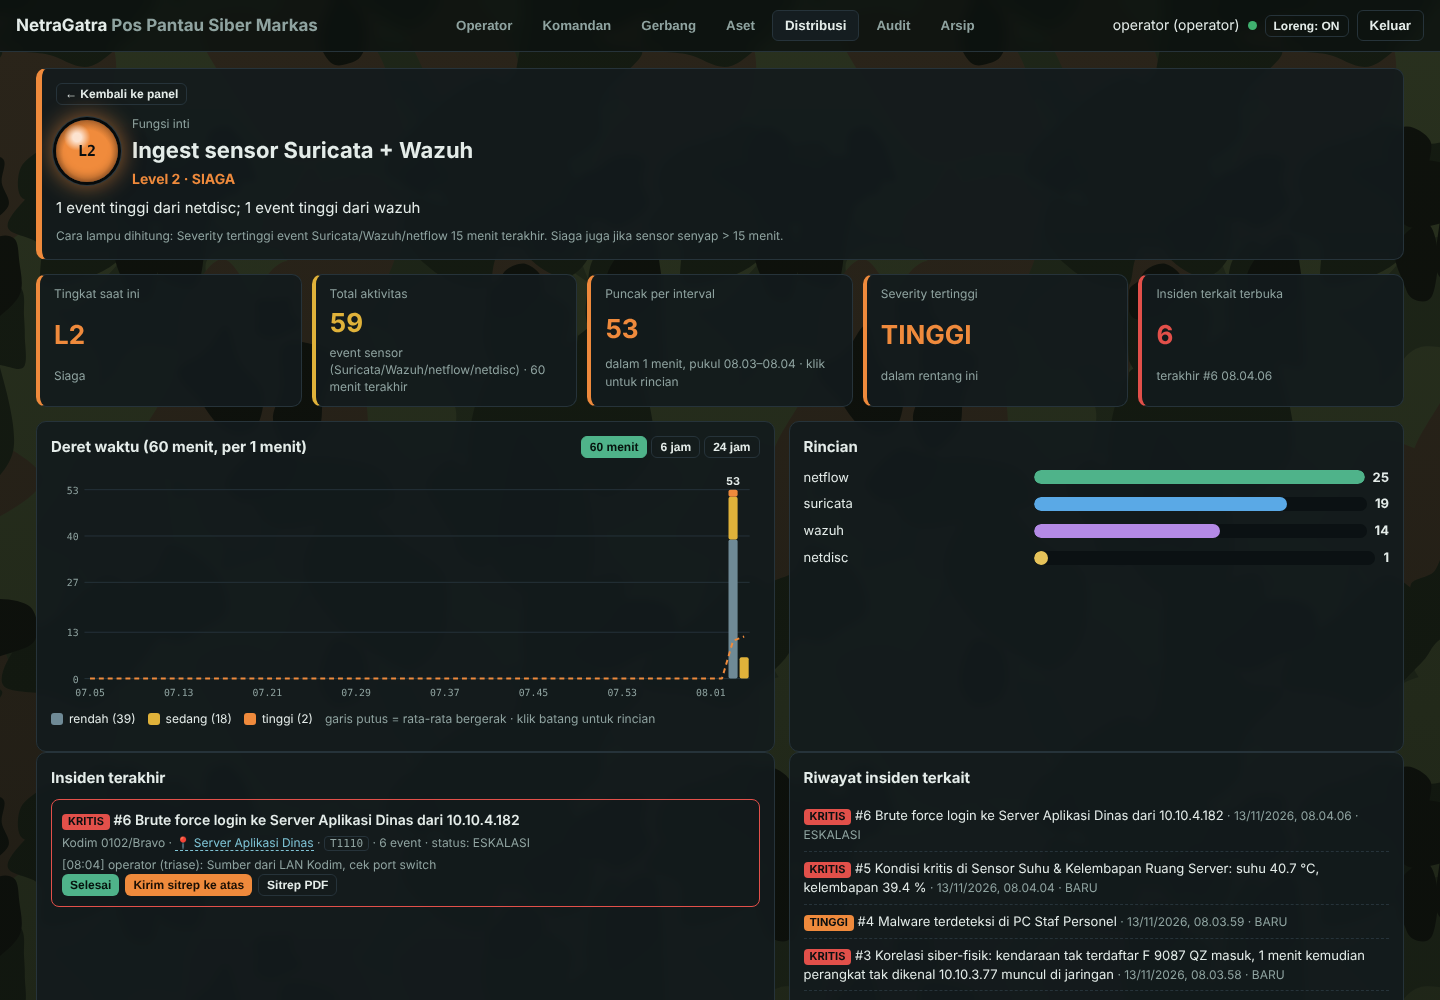 NetraGatra Pos Pantau Siber Markas
Operator
Komandan
Gerbang
Aset
Distribusi
Audit
Arsip
operator (operator)
Loreng: ON
Keluar
← Kembali ke panel
L2
Fungsi inti
Ingest sensor Suricata + Wazuh
Level 2 · SIAGA
1 event tinggi dari netdisc; 1 event tinggi dari wazuh
Cara lampu dihitung: Severity tertinggi event Suricata/Wazuh/netflow 15 menit terakhir. Siaga juga jika sensor senyap > 15 menit.
Tingkat saat ini
L2
Siaga
Total aktivitas
59
event sensor
(Suricata/Wazuh/netflow/netdisc) · 60
menit terakhir
Puncak per interval
53
dalam 1 menit, pukul 08.03–08.04 · klik
untuk rincian
Severity tertinggi
TINGGI
dalam rentang ini
Insiden terkait terbuka
6
terakhir #6 08.04.06
Deret waktu (60 menit, per 1 menit)
60 menit
6 jam
24 jam
53
53
40
27
13
0
07.05
07.13
07.21
07.29
07.37
07.45
07.53
08.01
rendah (39)
sedang (18)
tinggi (2)
garis putus = rata-rata bergerak · klik batang untuk rincian
Rincian
netflow 25
suricata 19
wazuh 14
netdisc 1
Insiden terakhir
KRITIS #6 Brute force login ke Server Aplikasi Dinas dari 10.10.4.182
Kodim 0102/Bravo · 📍 Server Aplikasi Dinas · T1110 · 6 event · status: ESKALASI
[08:04] operator (triase): Sumber dari LAN Kodim, cek port switch
Selesai
Kirim sitrep ke atas
Sitrep PDF
Riwayat insiden terkait
KRITIS #6 Brute force login ke Server Aplikasi Dinas dari 10.10.4.182 · 13/11/2026, 08.04.06 ·
ESKALASI
KRITIS #5 Kondisi kritis di Sensor Suhu & Kelembapan Ruang Server: suhu 40.7 °C,
kelembapan 39.4 % · 13/11/2026, 08.04.04 · BARU
TINGGI #4 Malware terdeteksi di PC Staf Personel · 13/11/2026, 08.03.59 · BARU
KRITIS #3 Korelasi siber-fisik: kendaraan tak terdaftar F 9087 QZ masuk, 1 menit kemudian
perangkat tak dikenal 10.10.3.77 muncul di jaringan · 13/11/2026, 08.03.58 · BARU